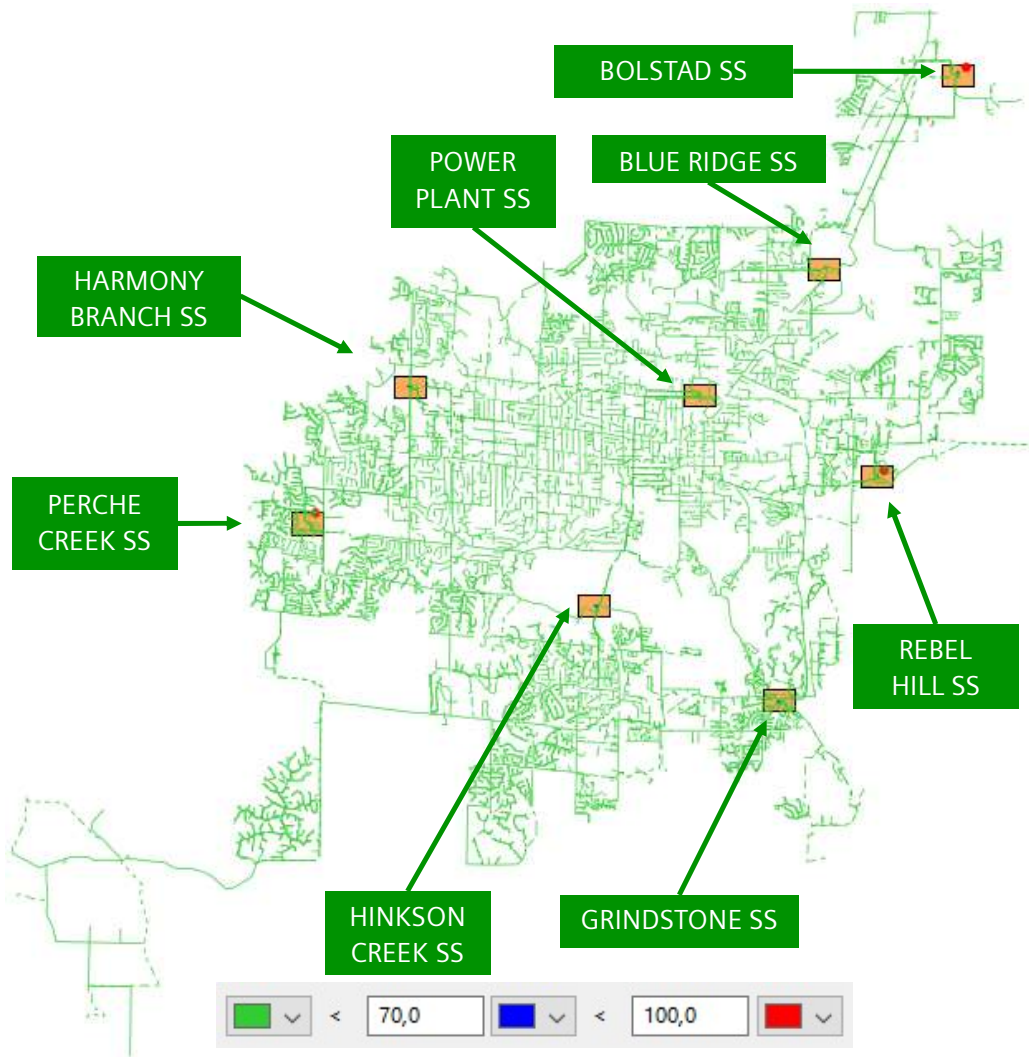 BOLSTAD SS
POWER
PLANT SS
BLUE RIDGE SS
HARMONY
BRANCH SS
PERCHE
CREEK SS
REBEL
HILL SS
HINKSON
CREEK SS
GRINDSTONE SS
< 70,0 < 100,0